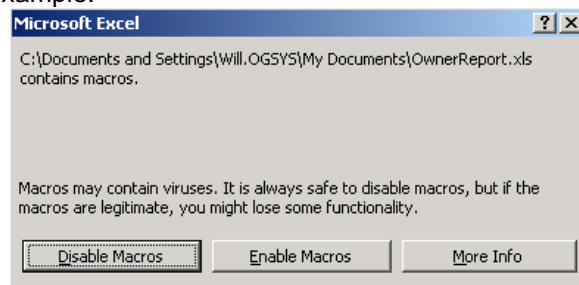 xample:
Microsoft Excel
C:\Documents and Settings\Will.OGSYS\My Documents\OwnerReport.xls
contains macros.
Macros may contain viruses. It is always safe to disable macros, but if the
macros are legitimate, you might lose some functionality.
Disable Macros Enable Macros More Info